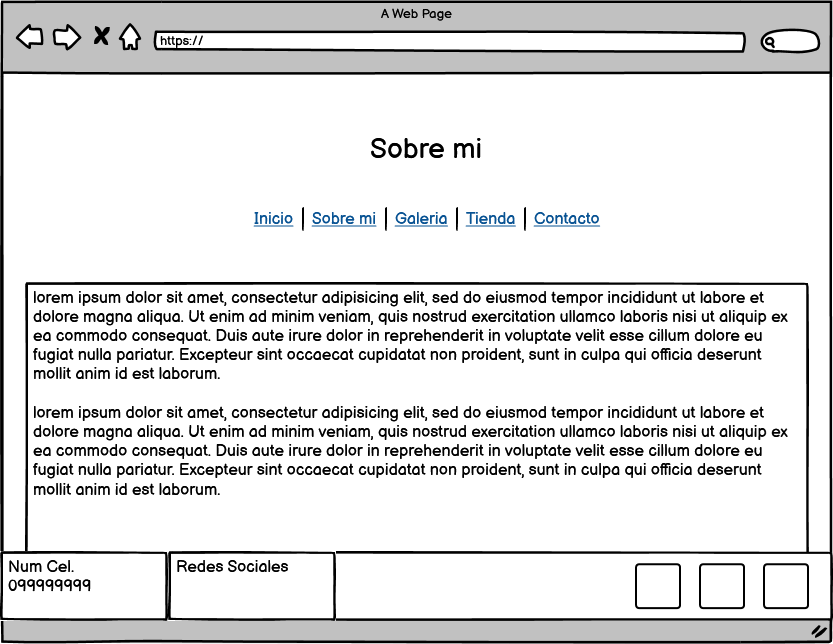 A Web Page
https://
Sobre mi
Inicio | Sobre mi | Galeria | Tienda | Contacto
lorem ipsum dolor sit amet, consectetur adipisicing elit, sed do eiusmod tempor incididunt ut labore et
dolore magna aliqua. Ut enim ad minim veniam, quis nostrud exercitation ullamco laboris nisi ut aliquip ex
ea commodo consequat. Duis aute irure dolor in reprehenderit in voluptate velit esse cillum dolore eu
fugiat nulla pariatur. Excepteur sint occaecat cupidatat non proident, sunt in culpa qui officia deserunt
mollit anim id est laborum.
lorem ipsum dolor sit amet, consectetur adipisicing elit, sed do eiusmod tempor incididunt ut labore et
dolore magna aliqua. Ut enim ad minim veniam, quis nostrud exercitation ullamco laboris nisi ut aliquip ex
ea commodo consequat. Duis aute irure dolor in reprehenderit in voluptate velit esse cillum dolore eu
fugiat nulla pariatur. Excepteur sint occaecat cupidatat non proident, sunt in culpa qui officia deserunt
mollit anim id est laborum.
Num Cel.
099999999
Redes Sociales